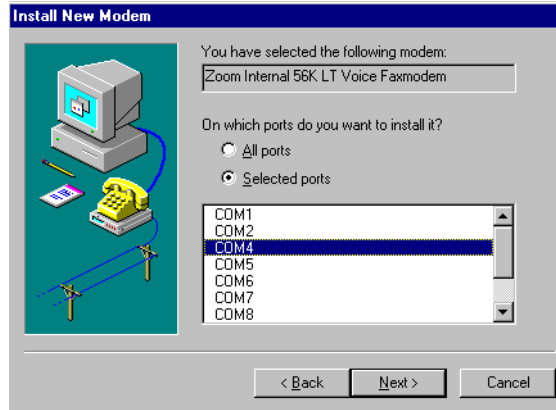 Install New Modem
You have selected the following modem:
Zoom Internal 56K LT Voice Faxmodem
On which ports do you want to install it?
All ports
Selected ports
COM1
COM2
COM4
COM5
COM6
COM7
COM8
< Back
Next >
Cancel